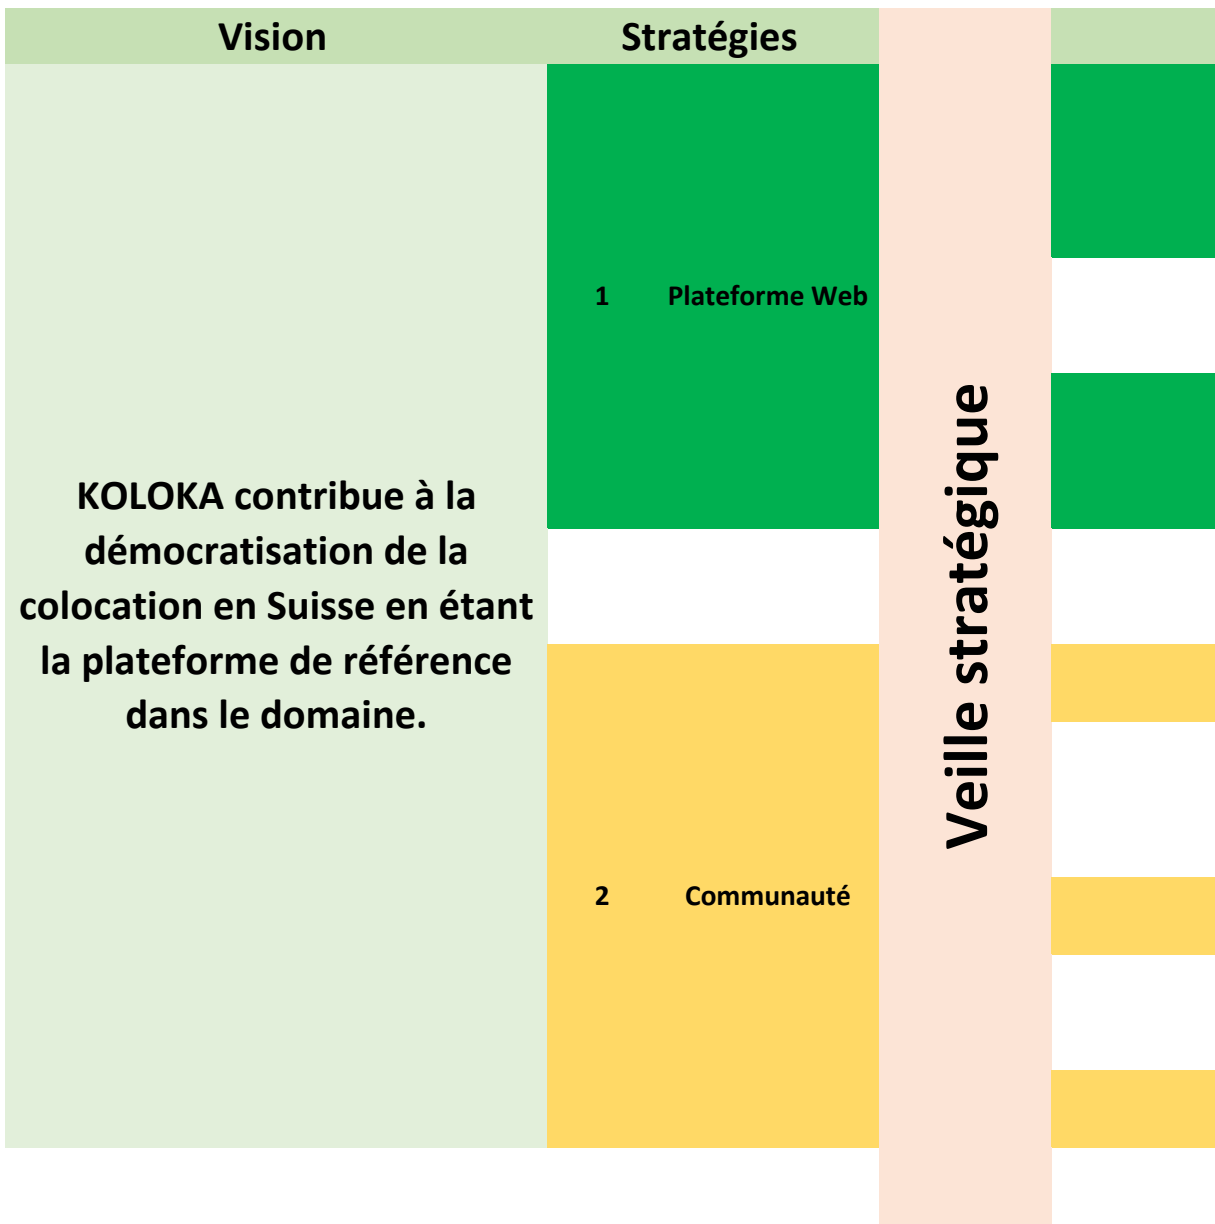 Vision
Stratégies
1 Plateforme Web
KOLOKA contribue à la
démocratisation de la
colocation en Suisse en étant
la plateforme de référence
dans le domaine.
2 Communauté
Veille stratégique